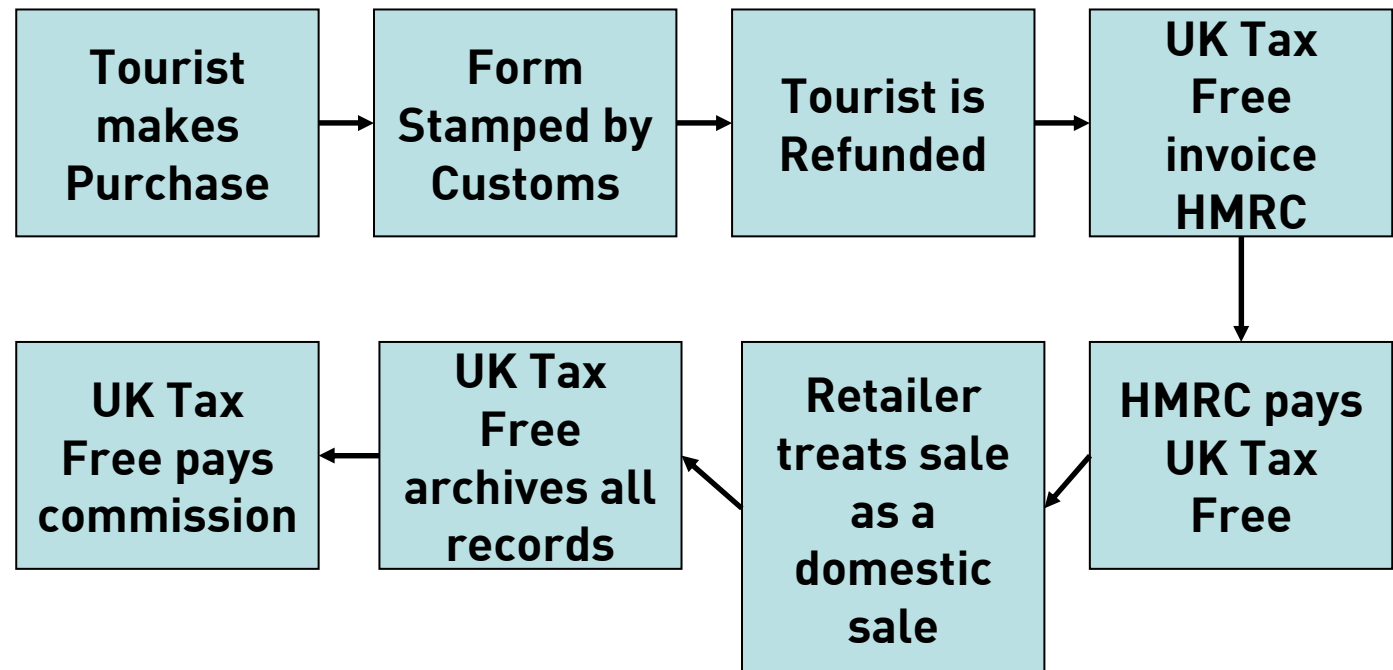 Tourist
makes
Purchase
Form
Stamped by
Customs
Tourist is
Refunded
UK Tax
Free
invoice
HMRC
HMRC pays
UK Tax
Free
Retailer
treats sale
as a
domestic
sale
UK Tax
Free
archives all
records
UK Tax
Free pays
commission